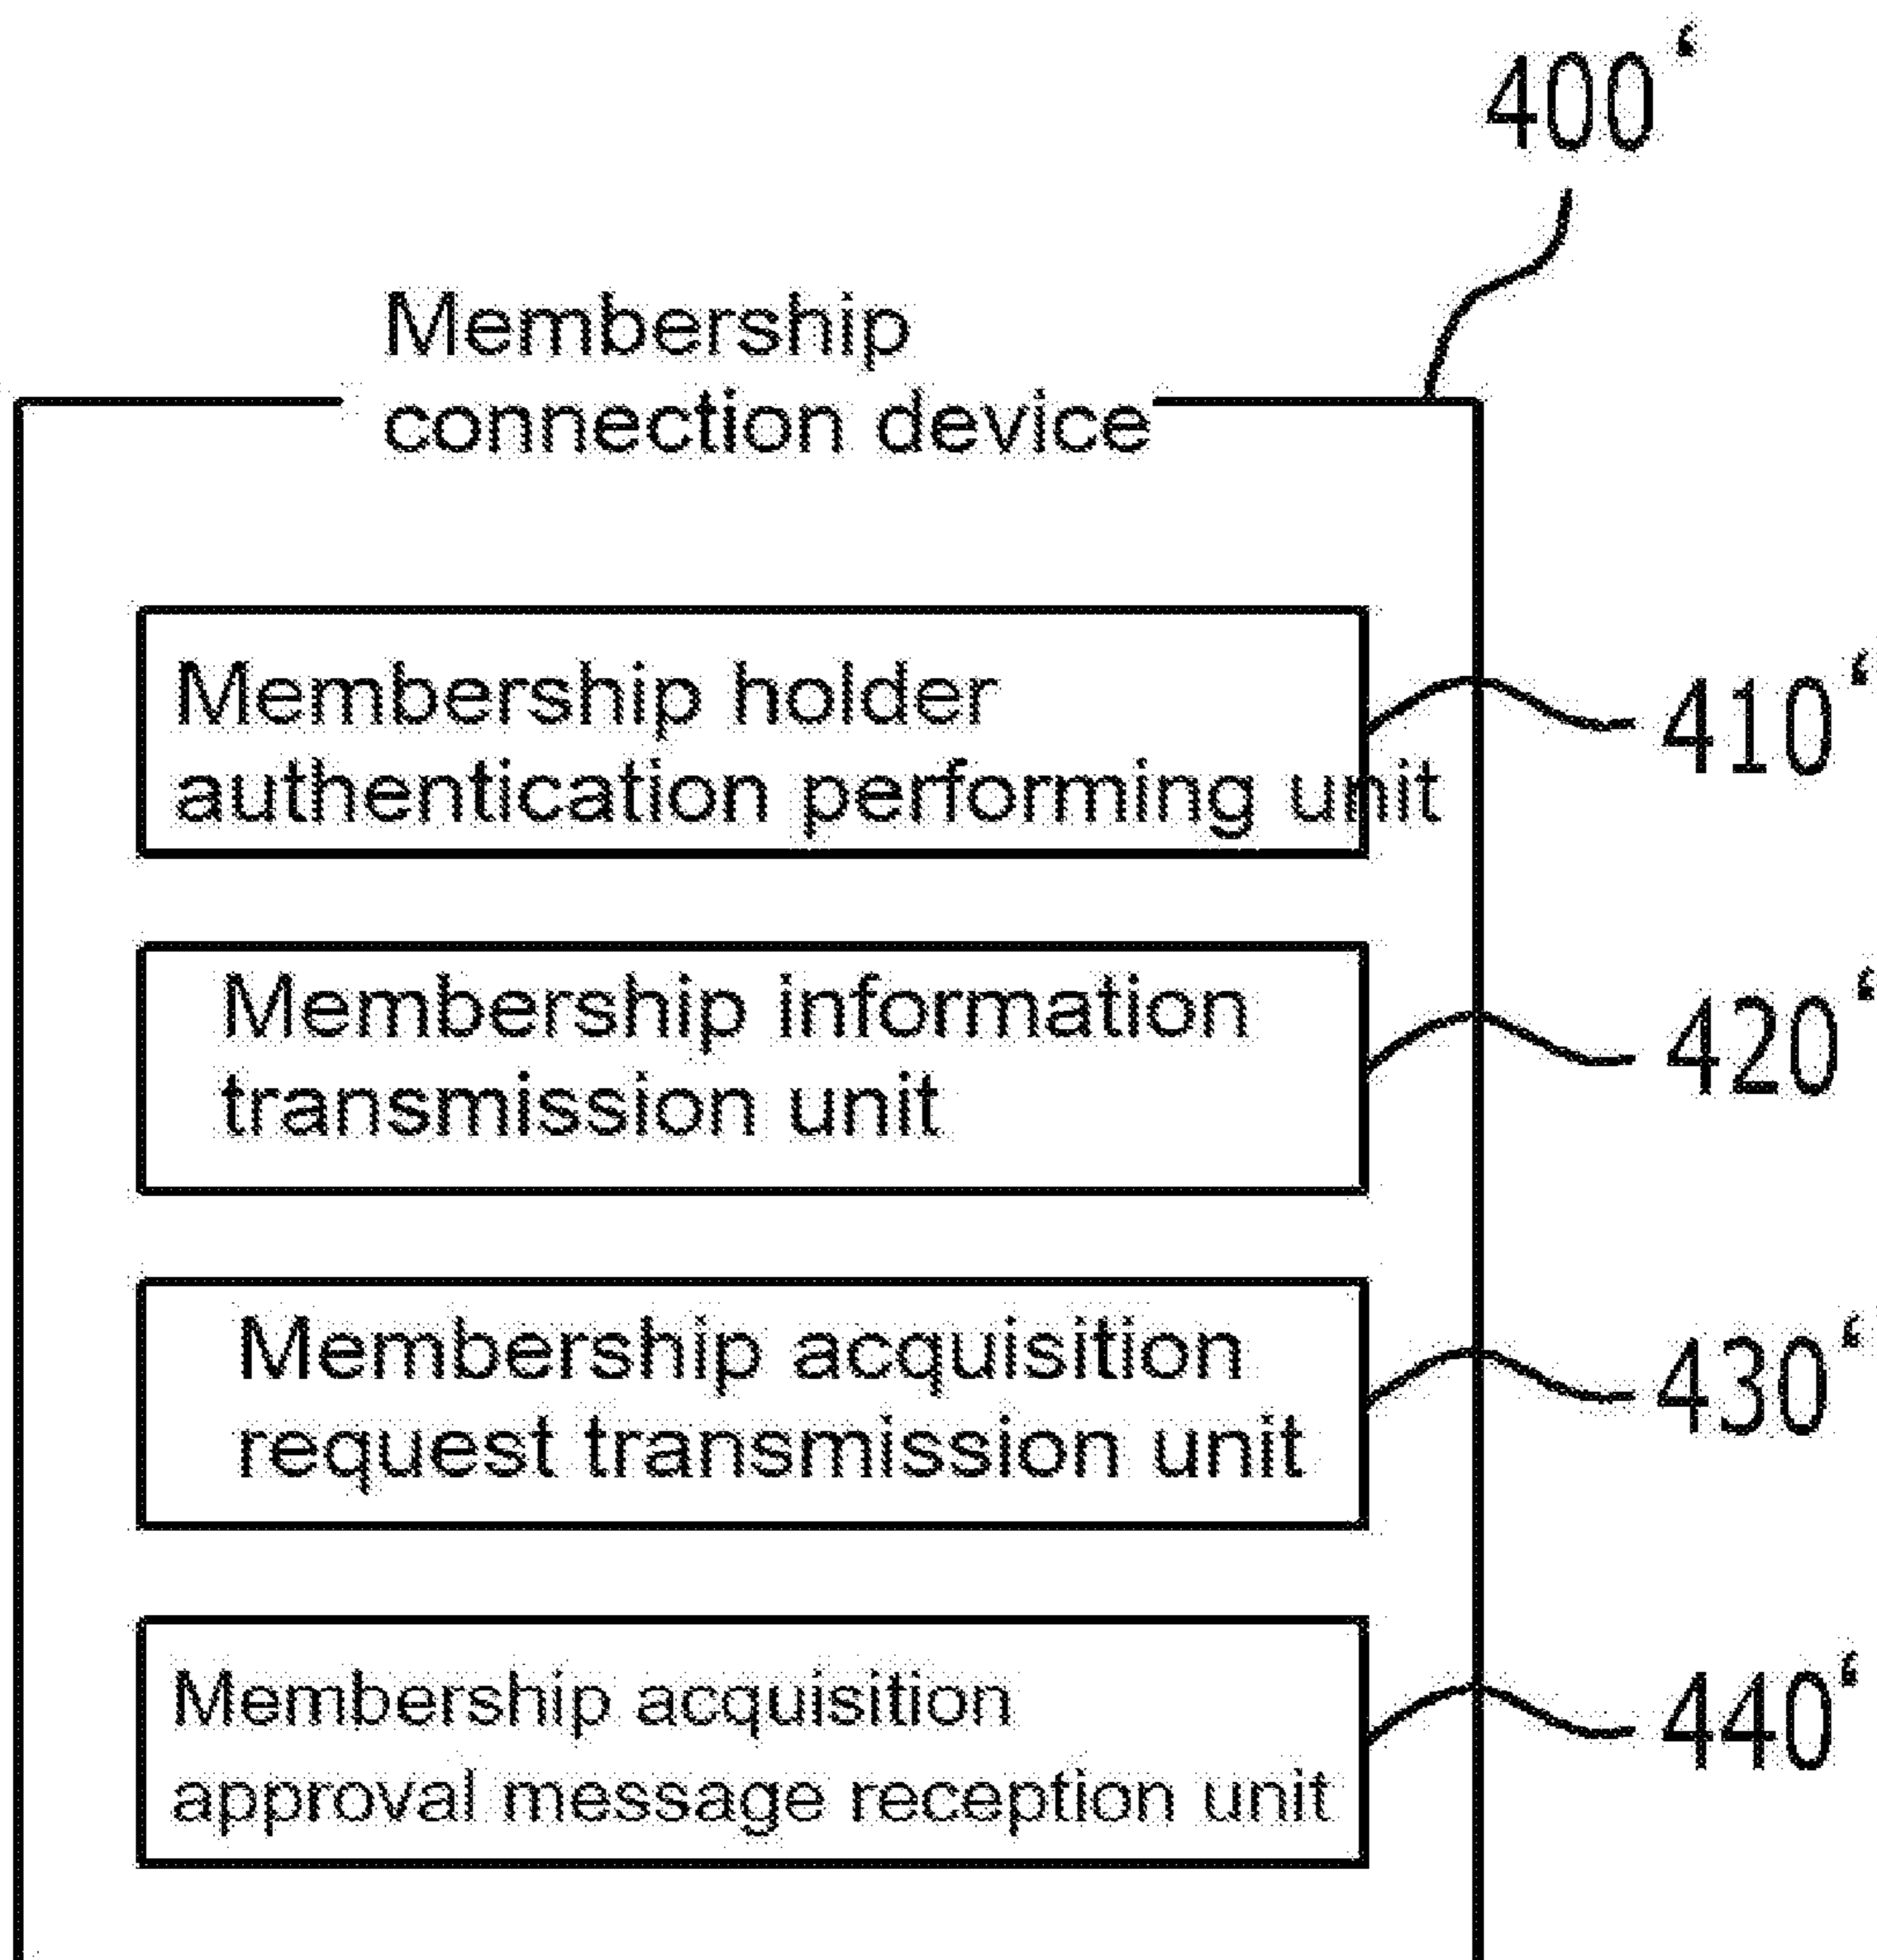 400‘
Membership
connection device
Membership holder
authentication performing unit
410‘
Membership information
transmission unit
420‘
Membership acquisition
request transmission unit
430‘
Membership acquisition
approval message reception unit
440‘